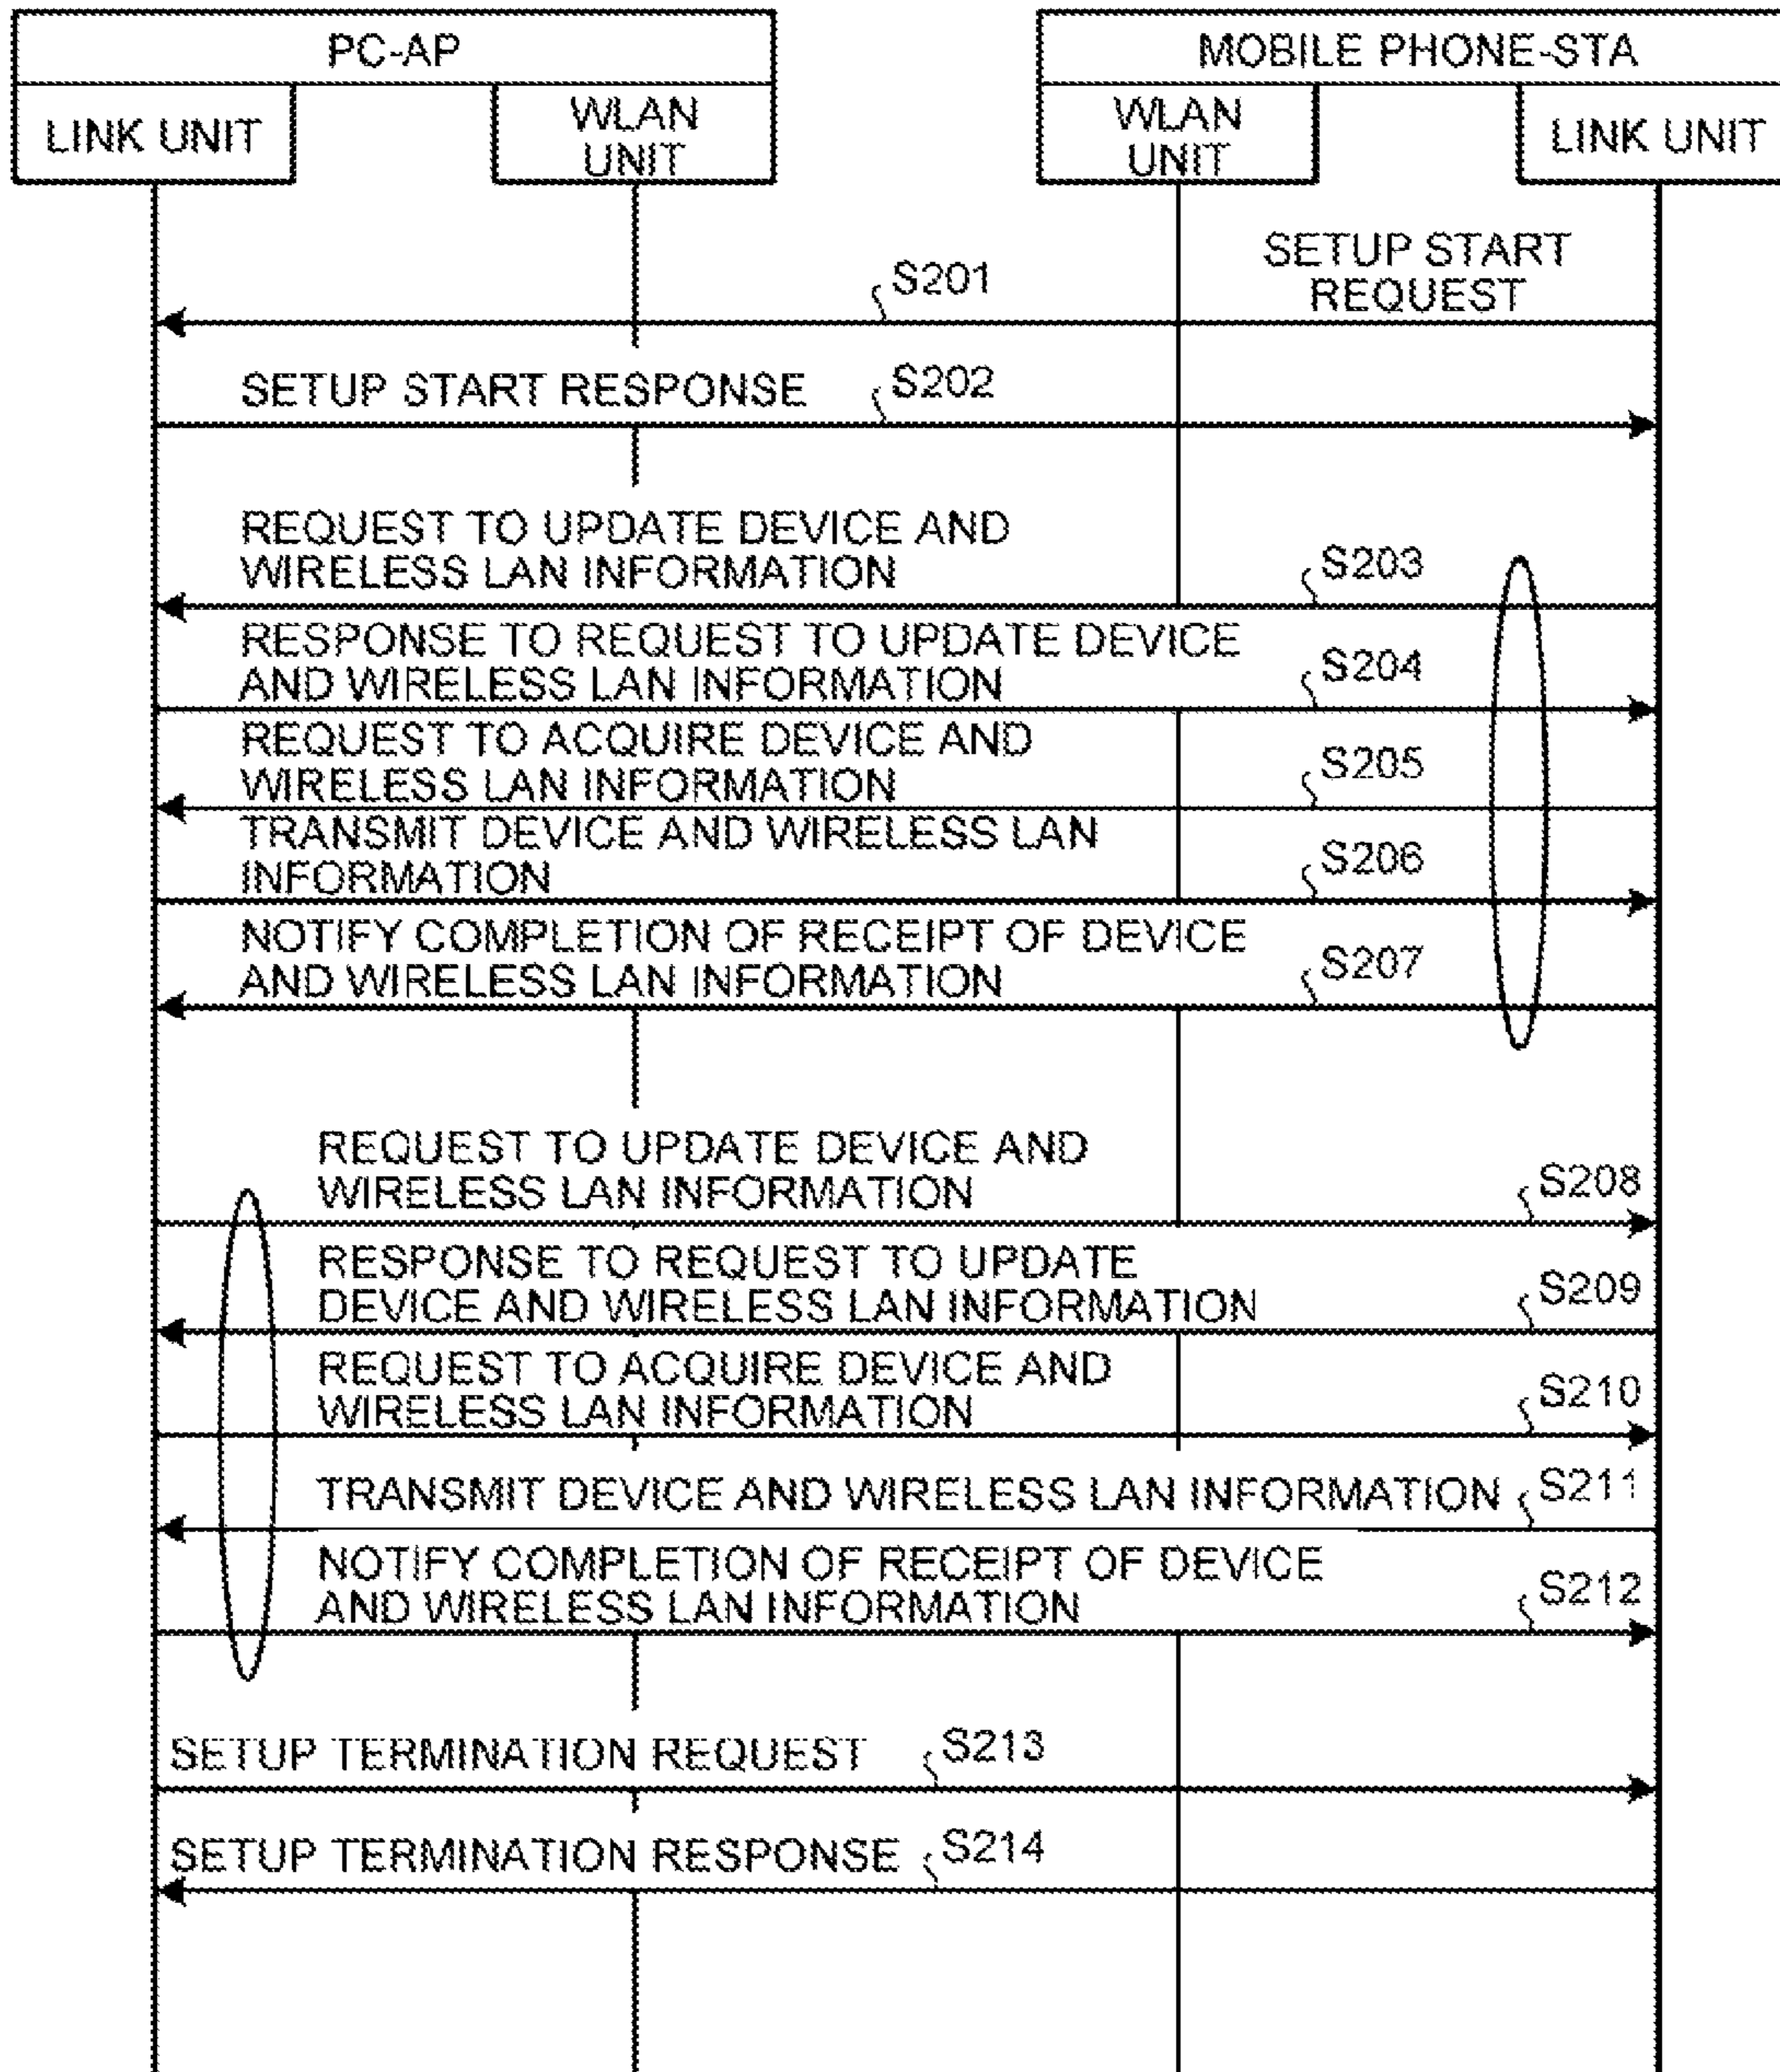 PC-AP
MOBILE PHONE-STA
LINK UNIT
WLAN
UNIT
WLAN
UNIT
LINK UNIT
SETUP START
REQUEST
S201
SETUP START RESPONSE
S202
REQUEST TO UPDATE DEVICE AND
WIRELESS LAN INFORMATION
S203
RESPONSE TO REQUEST TO UPDATE DEVICE
AND WIRELESS LAN INFORMATION
S204
REQUEST TO ACQUIRE DEVICE AND
WIRELESS LAN INFORMATION
S205
TRANSMIT DEVICE AND WIRELESS LAN
INFORMATION
S206
NOTIFY COMPLETION OF RECEIPT OF DEVICE
AND WIRELESS LAN INFORMATION
S207
REQUEST TO UPDATE DEVICE AND
WIRELESS LAN INFORMATION
S208
RESPONSE TO REQUEST TO UPDATE
DEVICE AND WIRELESS LAN INFORMATION
S209
REQUEST TO ACQUIRE DEVICE AND
WIRELESS LAN INFORMATION
S210
TRANSMIT DEVICE AND WIRELESS LAN INFORMATION
S211
NOTIFY COMPLETION OF RECEIPT OF DEVICE
AND WIRELESS LAN INFORMATION
S212
SETUP TERMINATION REQUEST
S213
SETUP TERMINATION RESPONSE
S214